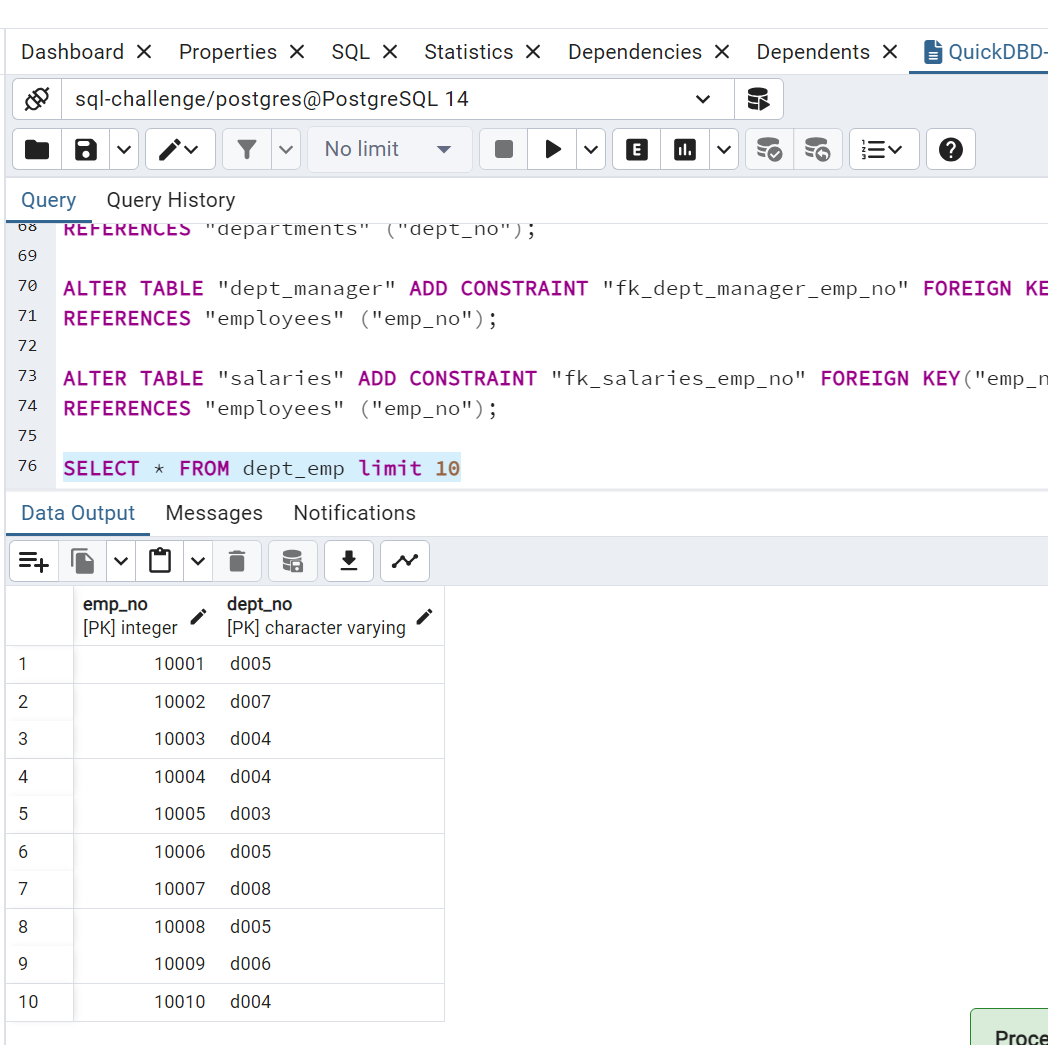 Dashboard Properties SQL Statistics Dependencies Dependents QuickDBD-
sql-challenge/postgres@PostgreSQL 14
No limit E
Query Query History
68 REFERENCES "departments" ("dept_no");
69
70 ALTER TABLE "dept_manager" ADD CONSTRAINT "fk_dept_manager_emp_no" FOREIGN KE
71 REFERENCES "employees" ("emp_no");
72
73 ALTER TABLE "salaries" ADD CONSTRAINT "fk_salaries_emp_no" FOREIGN KEY("emp_n
74 REFERENCES "employees" ("emp_no");
75
76 SELECT * FROM dept_emp limit 10
Data Output Messages Notifications
emp_no dept_no
[PK] integer [PK] character varying
1 10001 d005
2 10002 d007
3 10003 d004
4 10004 d004
5 10005 d003
6 10006 d005
7 10007 d008
8 10008 d005
9 10009 d006
10 10010 d004
Proce